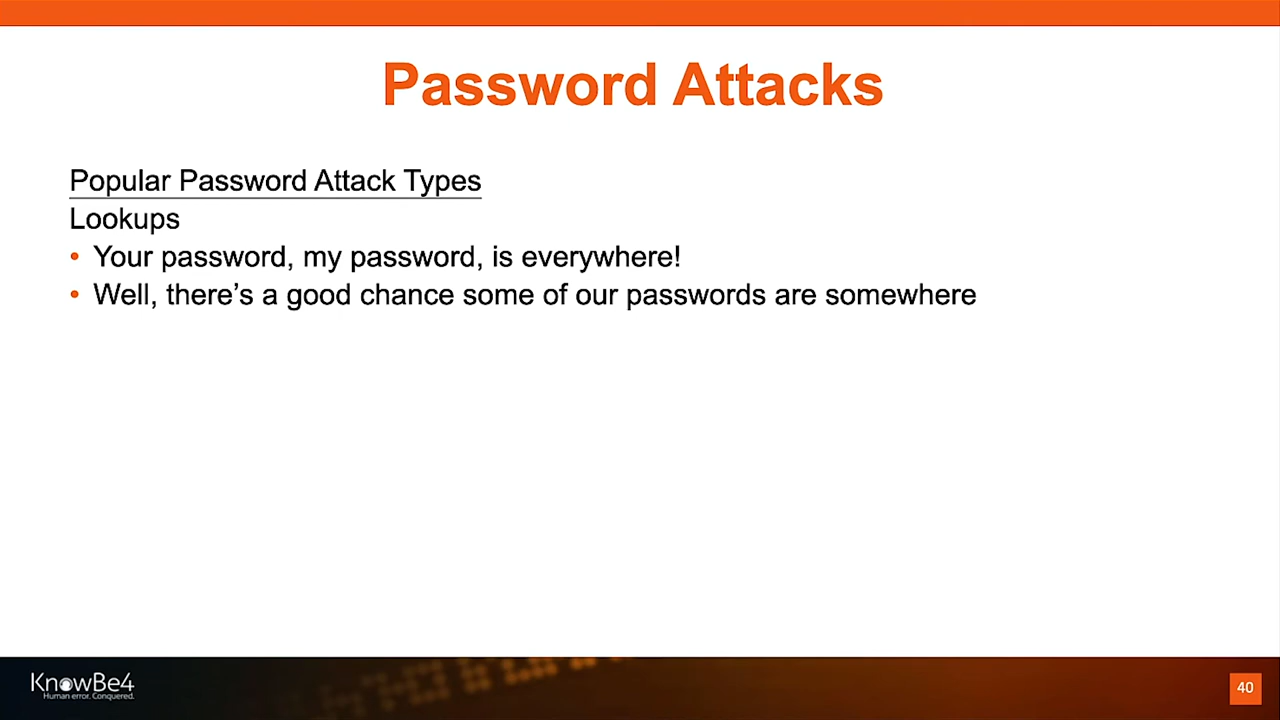 Password Attacks
Popular Password Attack Types
Lookups
• Your password, my password, is everywhere!
• Well, there’s a good chance some of our passwords are somewhere
KnowBe4
Human error. Conquered.
40